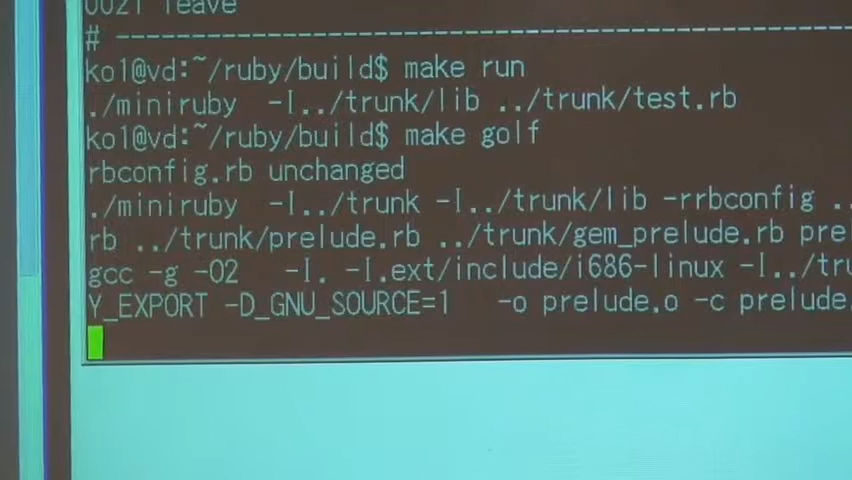 0021 leave
# ------------------------------------------------------------
ko1@vd:~/ruby/build$ make run
./miniruby -I../trunk/lib ../trunk/test.rb
ko1@vd:~/ruby/build$ make golf
rbconfig.rb unchanged
./miniruby -I../trunk -I../trunk/lib -rrbconfig ..
rb ../trunk/prelude.rb ../trunk/gem_prelude.rb prel
gcc -g -O2 -I. -I.ext/include/i686-linux -I../tru
Y_EXPORT -D_GNU_SOURCE=1 -o prelude.o -c prelude.